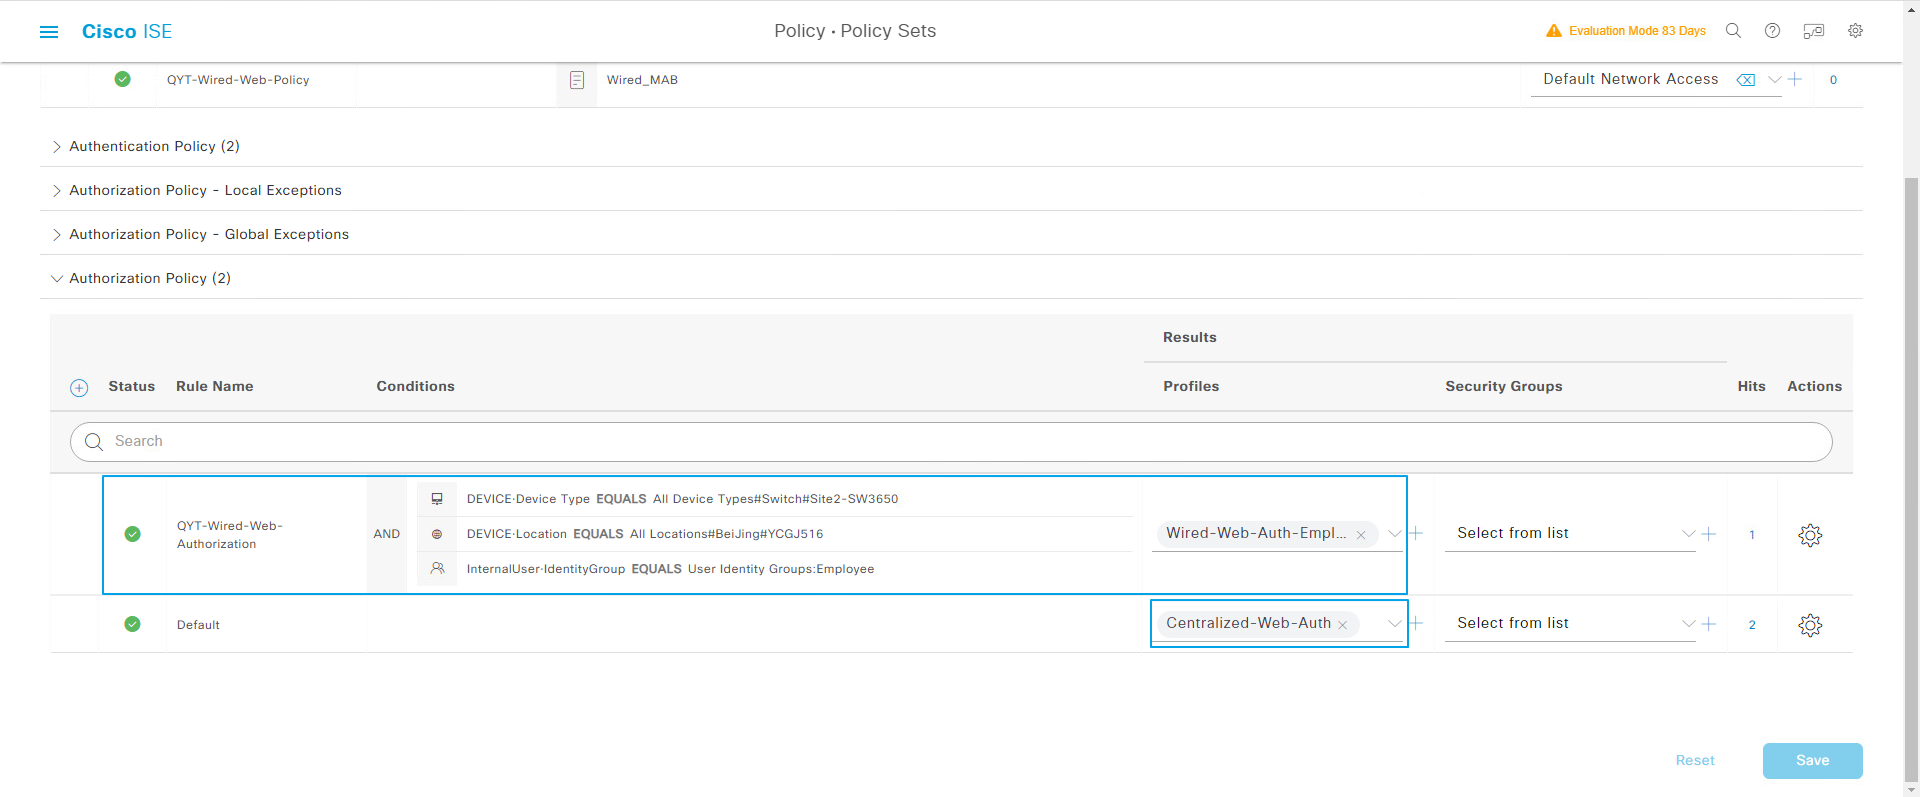 Cisco ISE
Policy · Policy Sets
Evaluation Mode 83 Days
QYT-Wired-Web-Policy
Wired_MAB
Default Network Access
0
Authentication Policy (2)
Authorization Policy - Local Exceptions
Authorization Policy - Global Exceptions
Authorization Policy (2)
Results
Status
Rule Name
Conditions
Profiles
Security Groups
Hits
Actions
Search
QYT-Wired-Web-
Authorization
AND
DEVICE·Device Type EQUALS All Device Types#Switch#Site2-SW3650
DEVICE·Location EQUALS All Locations#BeiJing#YCGJ516
InternalUser·IdentityGroup EQUALS User Identity Groups:Employee
Wired-Web-Auth-Empl...
Select from list
1
Default
Centralized-Web-Auth
Select from list
2
Reset
Save